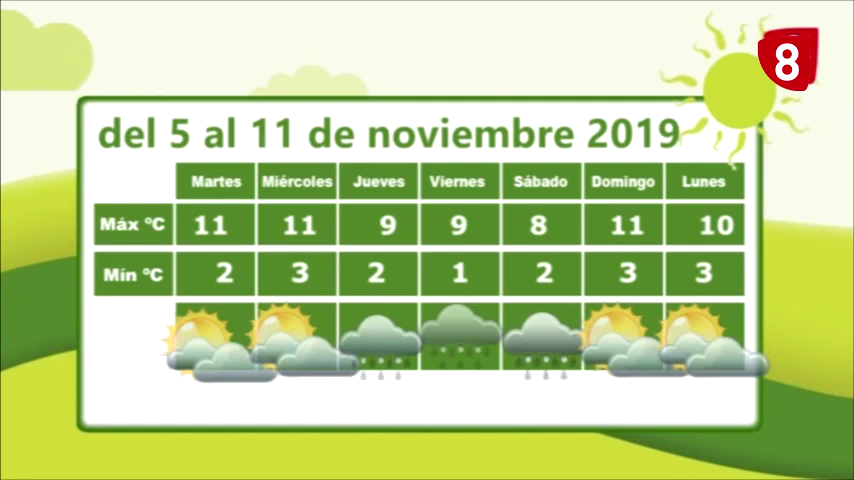 8
del 5 al 11 de noviembre 2019
Martes Miércoles Jueves Viernes Sábado Domingo Lunes
Máx ºC 11 11 9 9 8 11 10
Mín ºC 2 3 2 1 2 3 3